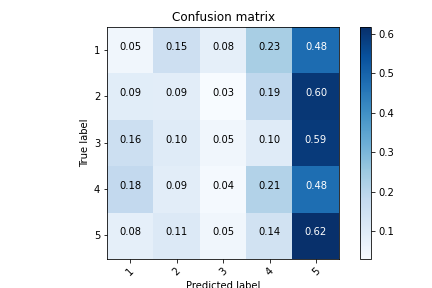 Confusion matrix
1 0.05 0.15 0.08 0.23 0.48
2 0.09 0.09 0.03 0.19 0.60
3 0.16 0.10 0.05 0.10 0.59
4 0.18 0.09 0.04 0.21 0.48
5 0.08 0.11 0.05 0.14 0.62
True label
1 2 3 4 5
Predicted label
0.6
0.5
0.4
0.3
0.2
0.1